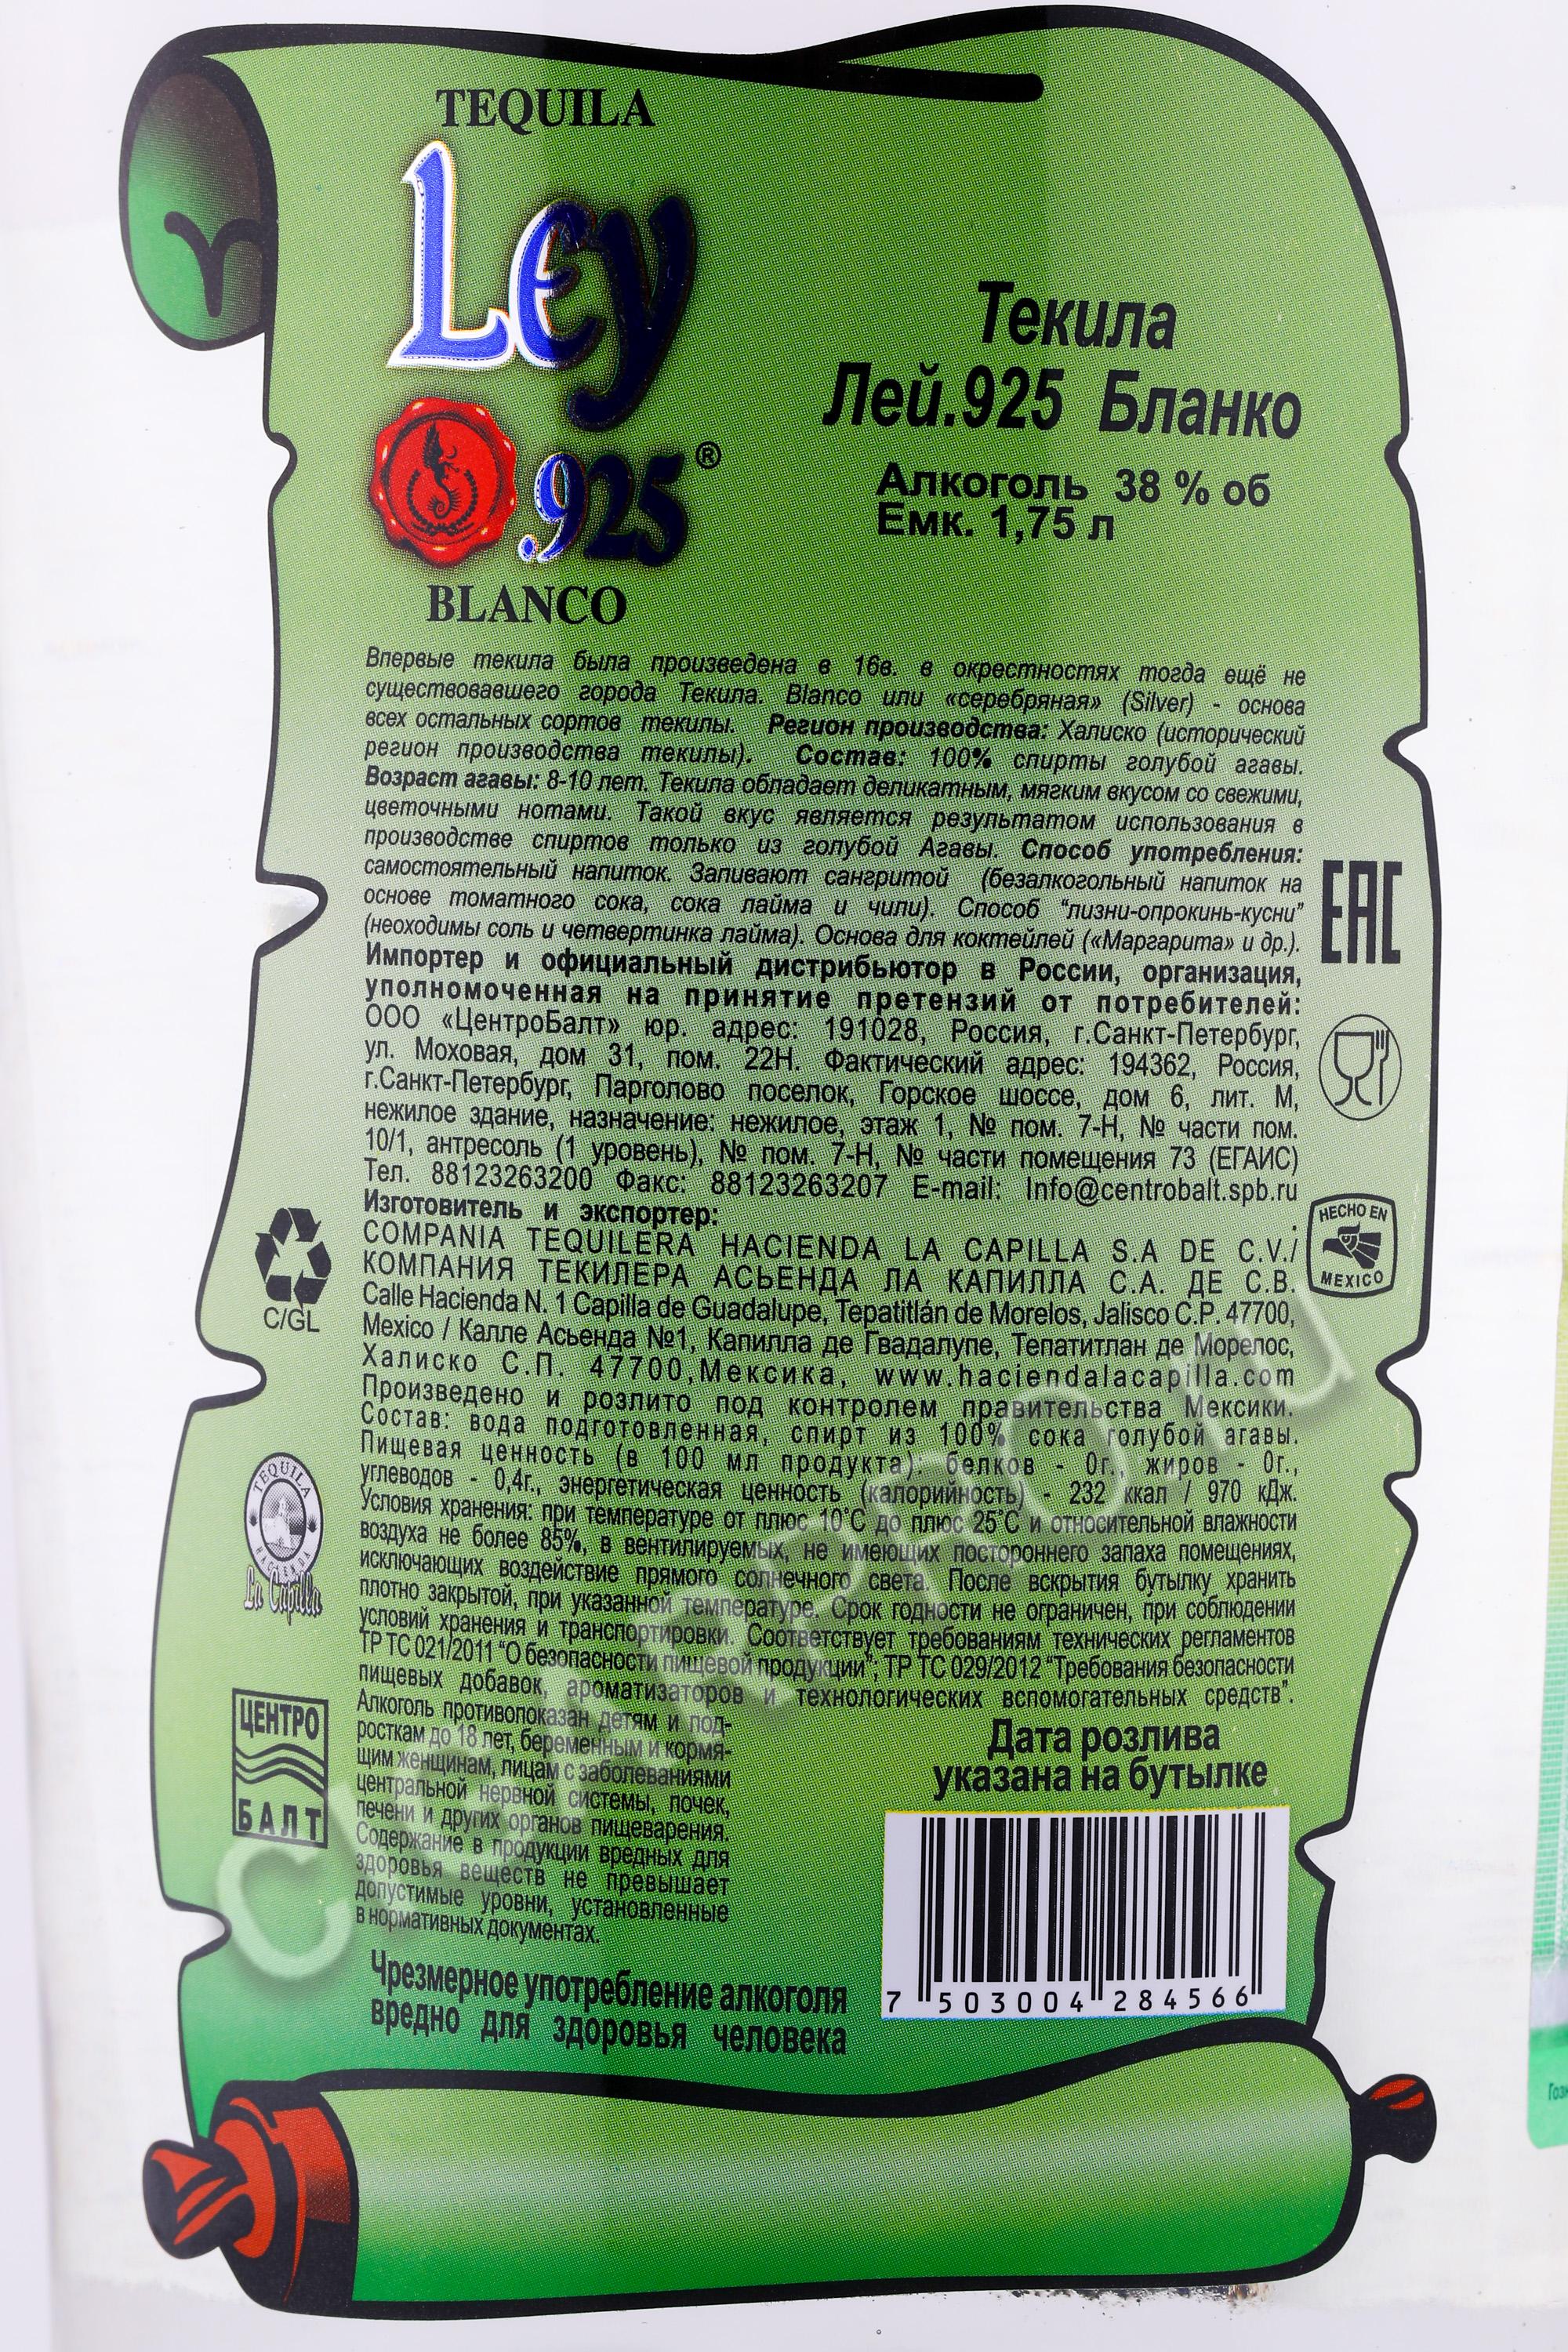 TEQUILA
Ley
.925®
BLANCO
Текила
Лей.925 Бланко
Алкоголь 38 % об
Емк. 1,75 л
Впервые текила была произведена в 16в. в окрестностях тогда ещё не
существовавшего города Текила. Blanco или «серебряная» (Silver) - основа
всех остальных сортов текилы. Регион производства: Халиско (исторический
регион производства текилы). Состав: 100% спирты голубой агавы.
Возраст агавы: 8-10 лет. Текила обладает деликатным, мягким вкусом со свежими,
цветочными нотами. Такой вкус является результатом использования в
производстве спиртов только из голубой Агавы. Способ употребления:
самостоятельный напиток. Запивают сангритой (безалкогольный напиток на
основе томатного сока, сока лайма и чили). Способ “лизни-опрокинь-кусни”
(неоходимы соль и четвертинка лайма). Основа для коктейлей («Маргарита» и др.).
Импортер и официальный дистрибьютор в России, организация,
уполномоченная на принятие претензий от потребителей:
ООО «ЦентроБалт» юр. адрес: 191028, Россия, г.Санкт-Петербург,
ул. Моховая, дом 31, пом. 22Н. Фактический адрес: 194362, Россия,
г.Санкт-Петербург, Парголово поселок, Горское шоссе, дом 6, лит. М,
нежилое здание, назначение: нежилое, этаж 1, № пом. 7-Н, № части пом.
10/1, антресоль (1 уровень), № пом. 7-Н, № части помещения 73 (ЕГАИС)
Тел. 88123263200 Факс: 88123263207 E-mail: Info@centrobalt.spb.ru
Изготовитель и экспортер: .
COMPANIA TEQUILERA HACIENDA LA CAPILLA S.A DE C.V./
КОМПАНИЯ ТЕКИЛЕРА АСЬЕНДА ЛА КАПИЛЛА С.А. ДЕ С.В.
Calle Hacienda N. 1 Capilla de Guadalupe, Tepatitlán de Morelos, Jalisco C.P. 47700,
Mexico / Калле Асьенда №1, Капилла де Гвадалупе, Тепатитлан де Морелос,
Халиско С.П. 47700,Мексика, www.haciendalacapilla.com
Произведено и розлито под контролем правительства Мексики.
Состав: вода подготовленная, спирт из 100% сока голубой агавы.
Пищевая ценность (в 100 мл продукта): белков - 0г., жиров - 0г.,
углеводов - 0,4г., энергетическая ценность (калорийность) - 232 ккал / 970 кДж.
Условия хранения: при температуре от плюс 10°С до плюс 25°С и относительной влажности
воздуха не более 85%, в вентилируемых, не имеющих постороннего запаха помещениях,
исключающих воздействие прямого солнечного света. После вскрытия бутылку хранить
плотно закрытой, при указанной температуре. Срок годности не ограничен, при соблюдении
условий хранения и транспортировки. Соответствует требованиям технических регламентов
ТР ТС 021/2011 “О безопасности пищевой продукции”; ТР ТС 029/2012 “Требования безопасности
пищевых добавок, ароматизаторов и технологических вспомогательных средств”.
Алкоголь противопоказан детям и под-
росткам до 18 лет, беременным и кормя-
щим женщинам, лицам с заболеваниями
центральной нервной системы, почек,
печени и других органов пищеварения.
Содержание в продукции вредных для
здоровья веществ не превышает
допустимые уровни, установленные
в нормативных документах.
Чрезмерное употребление алкоголя
вредно для здоровья человека
Дата розлива
указана на бутылке
7 503004 284566
EAC
HECHO EN
MEXICO
C/GL
TEQUILA
HACIENDA
La Capilla
ЦЕНТРО
БАЛТ